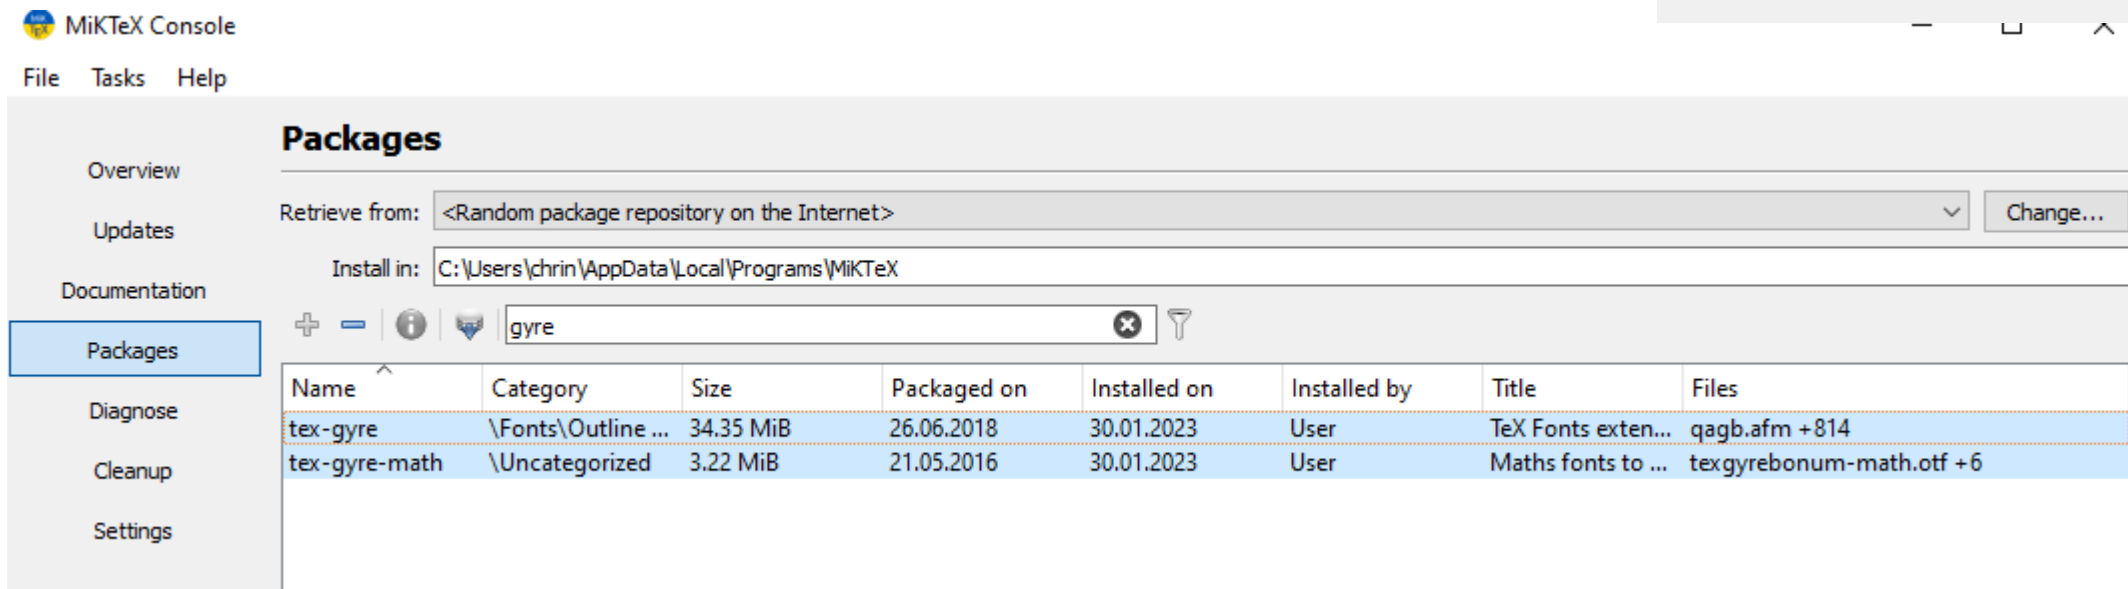 MiKTeX Console
File Tasks Help
Packages
Overview
Updates
Documentation
Packages
Diagnose
Cleanup
Settings
Retrieve from: <Random package repository on the Internet> Change...
Install in: C:\Users\chrin\AppData\Local\Programs\MiKTeX
gyre
Name Category Size Packaged on Installed on Installed by Title Files
tex-gyre \Fonts\Outline ... 34.35 MiB 26.06.2018 30.01.2023 User TeX Fonts exten... qagb.afm +814
tex-gyre-math \Uncategorized 3.22 MiB 21.05.2016 30.01.2023 User Maths fonts to ... texgyrebonum-math.otf +6